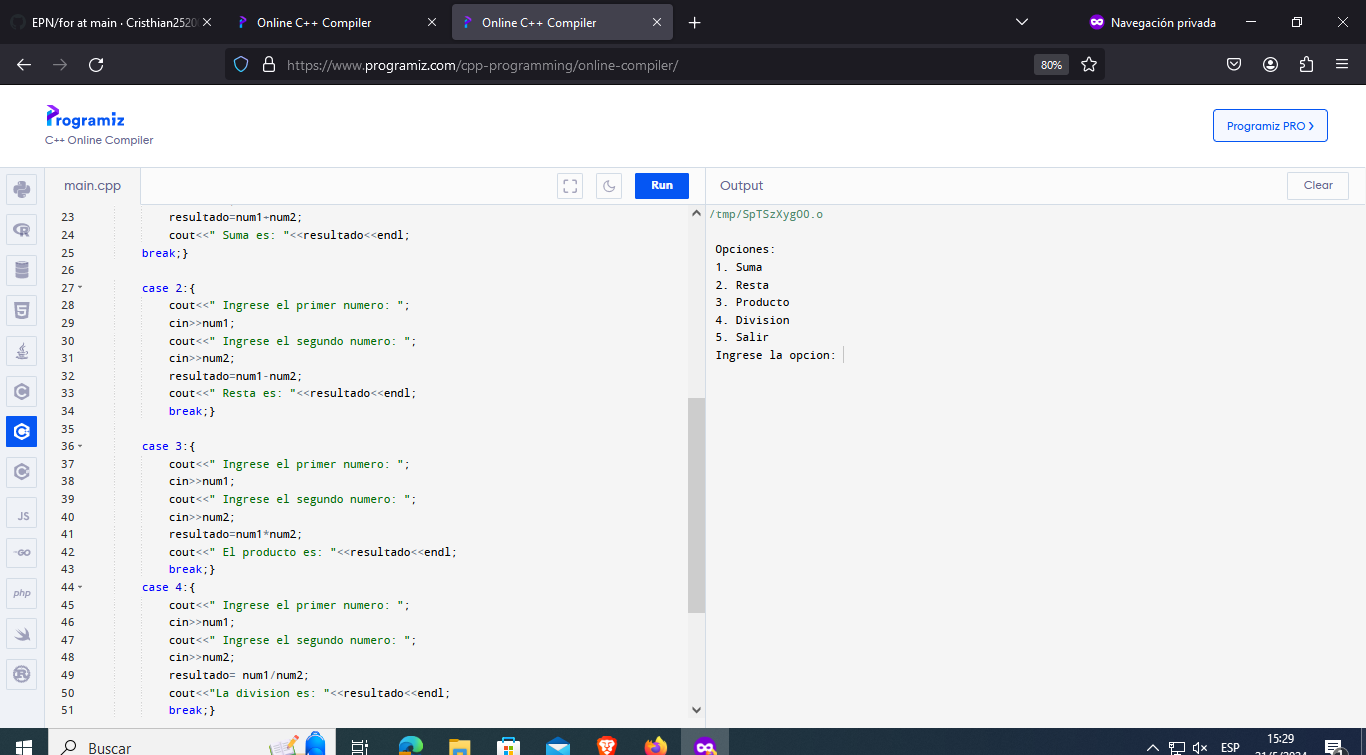 EPN/for at main · Cristhian2520
Online C++ Compiler
Online C++ Compiler
Navegación privada
https://www.programiz.com/cpp-programming/online-compiler/
80%
Programiz
C++ Online Compiler
Programiz PRO
main.cpp
Run
Output
Clear
23 resultado=num1+num2;
24 cout<<" Suma es: "<<resultado<<endl;
25 break;}
26
27 case 2:{
28 cout<<" Ingrese el primer numero: ";
29 cin>>num1;
30 cout<<" Ingrese el segundo numero: ";
31 cin>>num2;
32 resultado=num1-num2;
33 cout<<" Resta es: "<<resultado<<endl;
34 break;}
35
36 case 3:{
37 cout<<" Ingrese el primer numero: ";
38 cin>>num1;
39 cout<<" Ingrese el segundo numero: ";
40 cin>>num2;
41 resultado=num1*num2;
42 cout<<" El producto es: "<<resultado<<endl;
43 break;}
44 case 4:{
45 cout<<" Ingrese el primer numero: ";
46 cin>>num1;
47 cout<<" Ingrese el segundo numero: ";
48 cin>>num2;
49 resultado= num1/num2;
50 cout<<"La division es: "<<resultado<<endl;
51 break;}
/tmp/SpTSzXygOO.o
Opciones:
1. Suma
2. Resta
3. Producto
4. Division
5. Salir
Ingrese la opcion:
JS
GO
php
Buscar
ESP
15:29